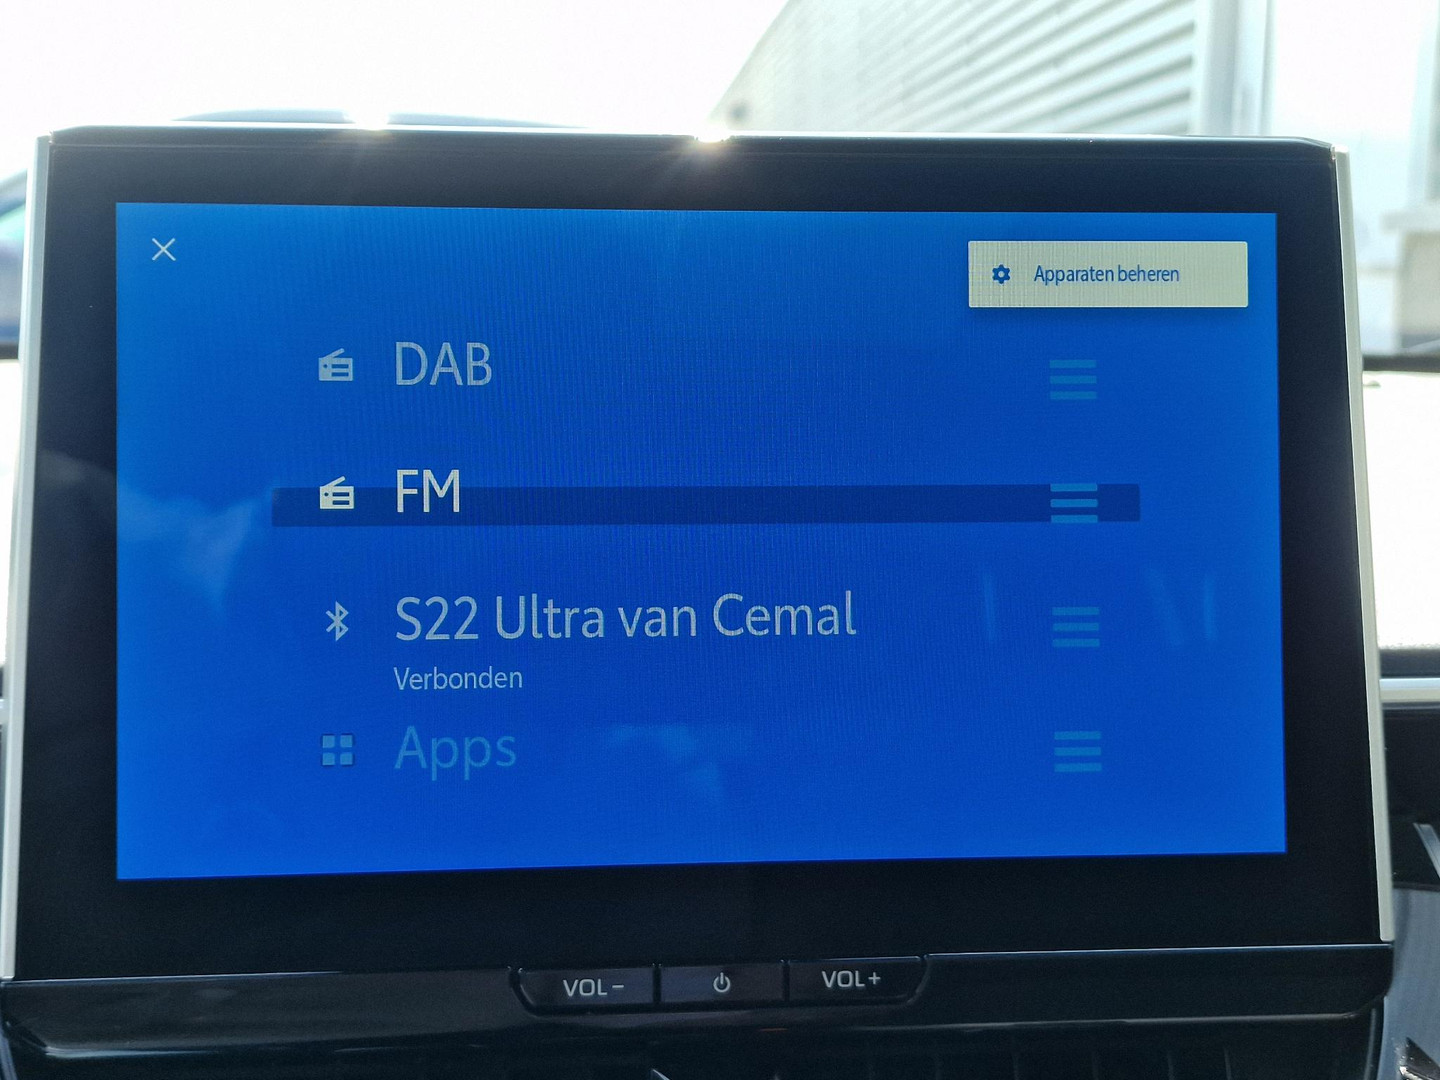 Apparaten beheren
DAB
FM
S22 Ultra van Cemal
Verbonden
Apps
VOL−
VOL+